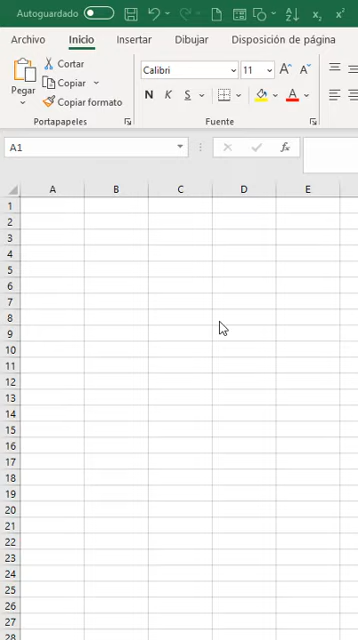 Autoguardado
Archivo Inicio Insertar Dibujar Disposición de página
Pegar
Cortar
Copiar
Copiar formato
Portapapeles
Calibri 11 A A
N K S A
Fuente
A1 fx
A B C D E
1
2
3
4
5
6
7
8
9
10
11
12
13
14
15
16
17
18
19
20
21
22
23
24
25
26
27
28